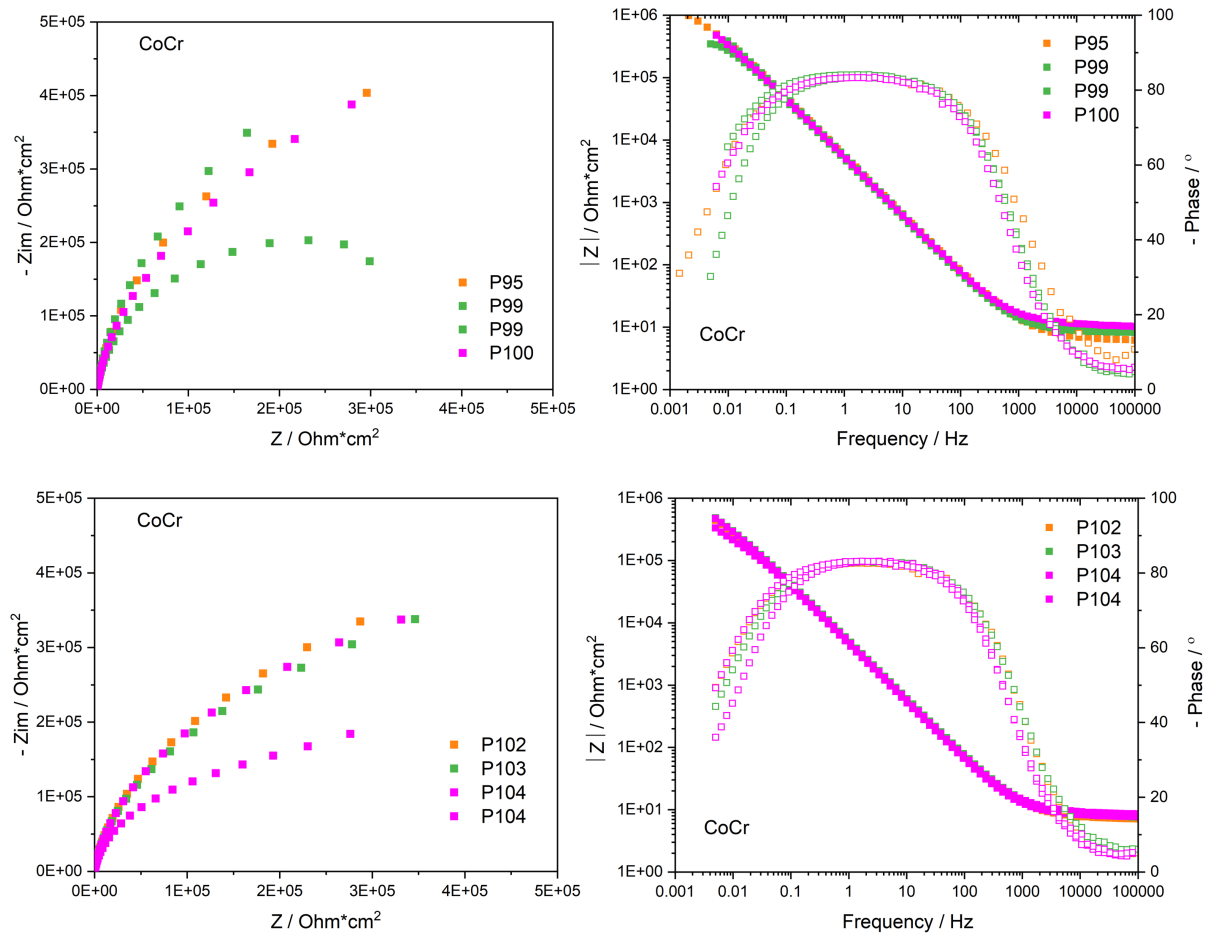 5E+05
4E+05
3E+05
2E+05
1E+05
0E+00
- Zim / Ohm*cm²
CoCr
P95
P99
P99
P100
0E+00 1E+05 2E+05 3E+05 4E+05 5E+05
Z / Ohm*cm²
1E+06
1E+05
1E+04
1E+03
1E+02
1E+01
1E+00
|Z| / Ohm*cm²
P95
P99
P99
P100
CoCr
100
80
60
40
20
0
- Phase / °
0.001 0.01 0.1 1 10 100 1000 10000 100000
Frequency / Hz
5E+05
4E+05
3E+05
2E+05
1E+05
0E+00
- Zim / Ohm*cm²
CoCr
P102
P103
P104
P104
0E+00 1E+05 2E+05 3E+05 4E+05 5E+05
Z / Ohm*cm²
1E+06
1E+05
1E+04
1E+03
1E+02
1E+01
1E+00
|Z| / Ohm*cm²
P102
P103
P104
P104
CoCr
100
80
60
40
20
0
- Phase / °
0.001 0.01 0.1 1 10 100 1000 10000 100000
Frequency / Hz